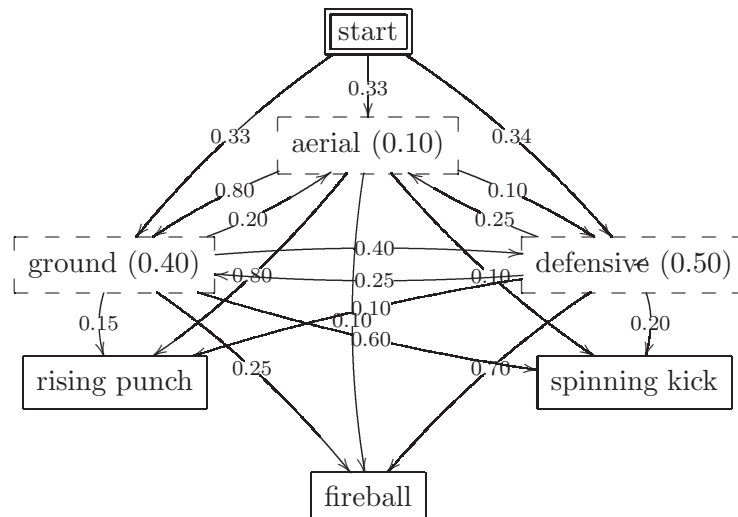 start
0.33
0.33
0.34
aerial (0.10)
0.80
0.10
0.20
0.25
ground (0.40)
0.40
defensive (0.50)
0.80
0.25
0.10
0.10
0.10
0.15
0.60
0.20
0.25
0.70
rising punch
spinning kick
fireball